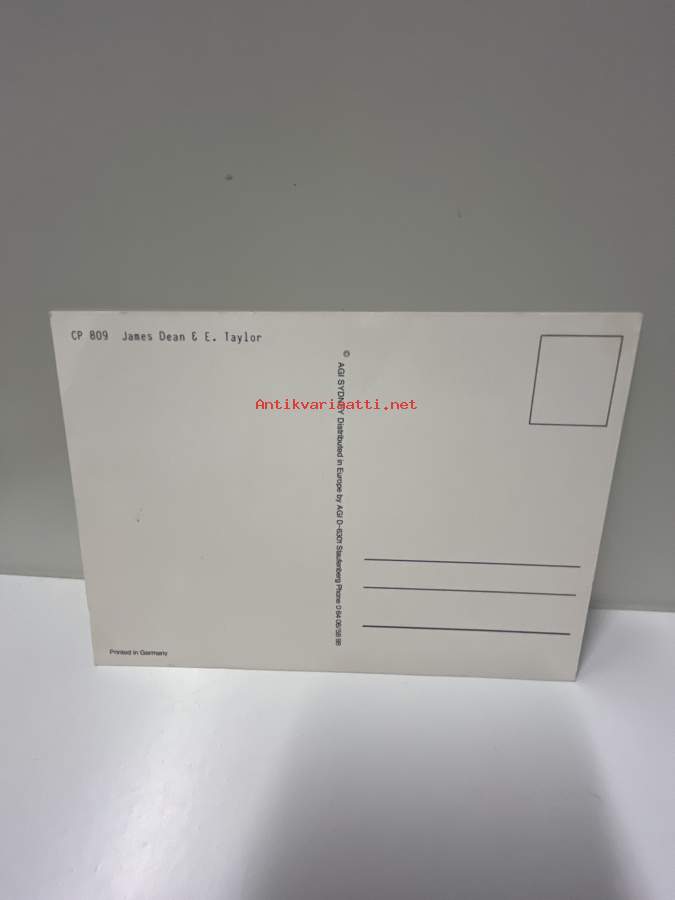 CP 809 James Dean & E. Taylor
© AGI SYDNEY Distributed in Europe by AGI D-6301 Staufenberg Phone 0 64 06/58 98
Antikvariaatti.net
Printed in Germany